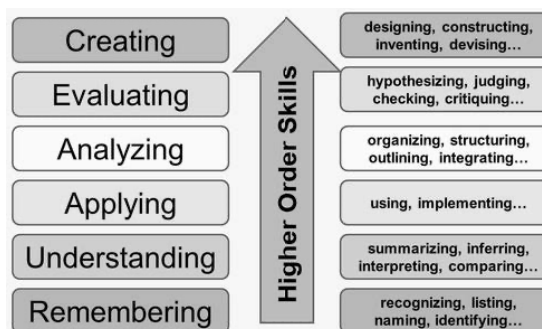 Creating
designing, constructing,
inventing, devising…
Evaluating
hypothesizing, judging,
checking, critiquing…
Analyzing
organizing, structuring,
outlining, integrating…
Applying
using, implementing…
Understanding
summarizing, inferring,
interpreting, comparing…
Remembering
recognizing, listing,
naming, identifying…
Higher Order Skills